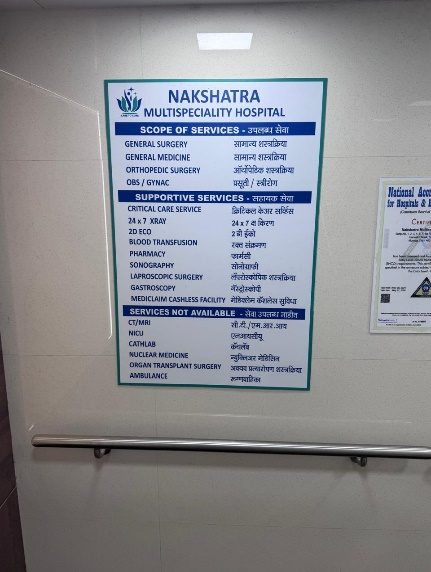 NAKSHATRA
MULTISPECIALITY HOSPITAL
SCOPE OF SERVICES - उपलब्ध सेवा
GENERAL SURGERY सामान्य शस्त्रक्रिया
GENERAL MEDICINE सामान्य शस्त्रक्रिया
ORTHOPEDIC SURGERY ऑर्थोपेडिक शस्त्रक्रिया
OBS / GYNAC प्रसूती / स्त्रीरोग
SUPPORTIVE SERVICES - सहायक सेवा
CRITICAL CARE SERVICE क्रिटिकल केअर सर्व्हिस
24 x 7 XRAY 24 x 7 क्ष किरण
2D ECO 2 डी ईको
BLOOD TRANSFUSION रक्त संक्रमण
PHARMACY फार्मसी
SONOGRAPHY सोनोग्राफी
LAPROSCOPIC SURGERY लॅप्रोस्कोपिक शस्त्रक्रिया
GASTROSCOPY गॅस्ट्रोस्कोपी
MEDICLAIM CASHLESS FACILITY मेडिक्लेम कॅशलेस सुविधा
SERVICES NOT AVAILABLE - सेवा उपलब्ध नाहीत
CT/MRI सी.टी./एम.आर.आय
NICU एनआयसीयू
CATHLAB कॅथलॅब
NUCLEAR MEDICINE न्युक्लिअर मेडिसिन
ORGAN TRANSPLANT SURGERY अवयव प्रत्यारोपण शस्त्रक्रिया
AMBULANCE रुग्णवाहिका
National Accr
for Hospitals &